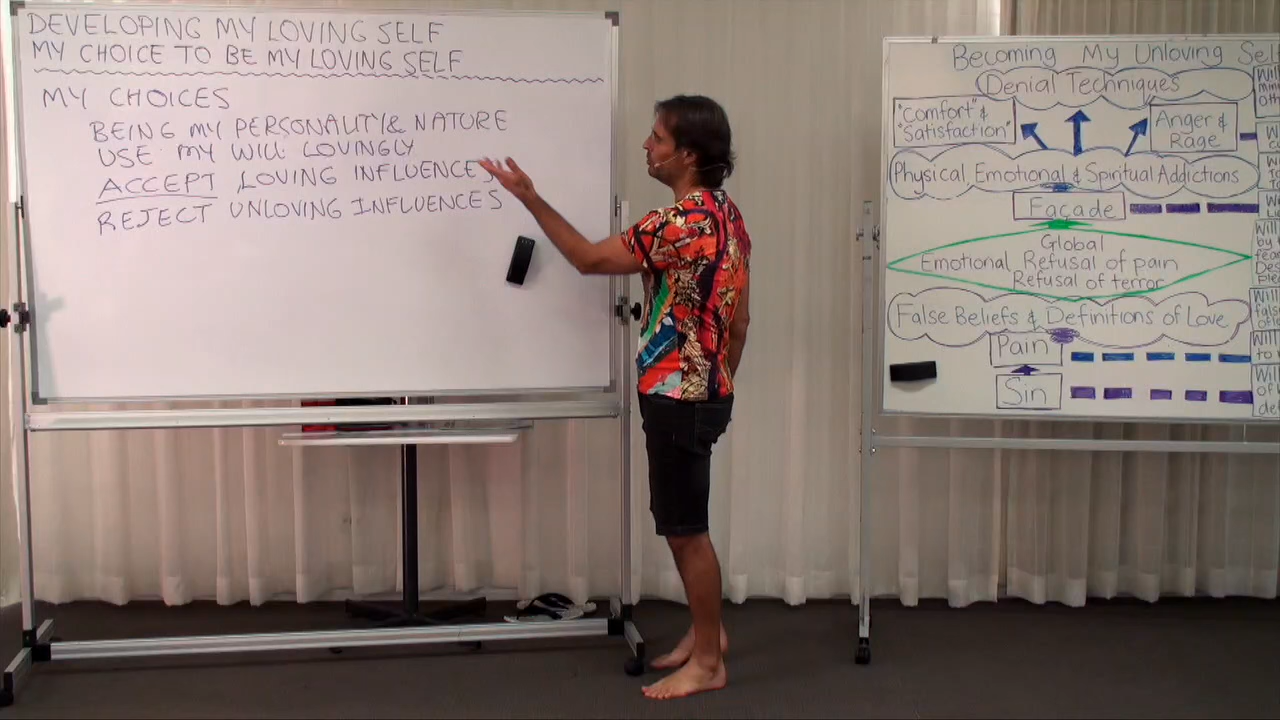 DEVELOPING MY LOVING SELF
MY CHOICE TO BE MY LOVING SELF
MY CHOICES
BEING MY PERSONALITY & NATURE
USE MY WILL LOVINGLY
ACCEPT LOVING INFLUENCES
REJECT UNLOVING INFLUENCES
Becoming My Unloving Self
Denial Techniques
"Comfort" &
"Satisfaction"
Anger &
Rage
Physical, Emotional & Spiritual Addictions
Façade
Global
Emotional Refusal of pain
Refusal of terror
False Beliefs & Definitions of Love
Pain
Sin